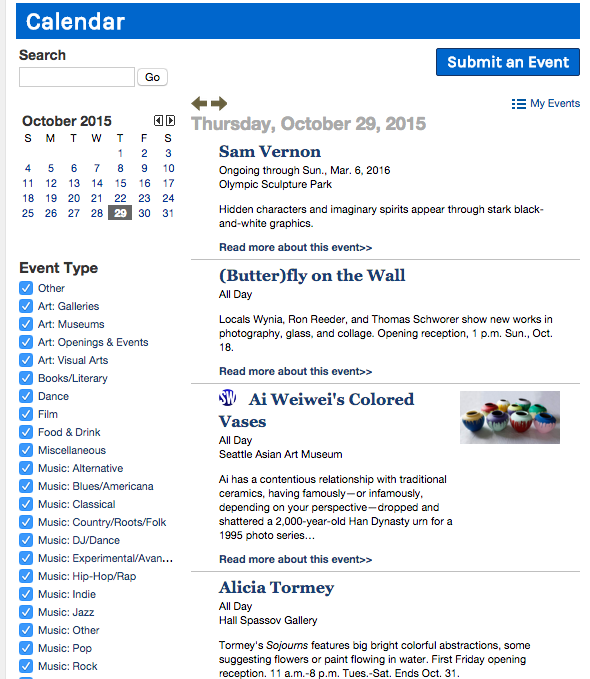 Calendar
Search
Go
Submit an Event
My Events
October 2015
S M T W T F S
1 2 3
4 5 6 7 8 9 10
11 12 13 14 15 16 17
18 19 20 21 22 23 24
25 26 27 28 29 30 31
Event Type
Other
Art: Galleries
Art: Museums
Art: Openings & Events
Art: Visual Arts
Books/Literary
Dance
Film
Food & Drink
Miscellaneous
Music: Alternative
Music: Blues/Americana
Music: Classical
Music: Country/Roots/Folk
Music: DJ/Dance
Music: Experimental/Avan...
Music: Hip-Hop/Rap
Music: Indie
Music: Jazz
Music: Other
Music: Pop
Music: Rock
Thursday, October 29, 2015
Sam Vernon
Ongoing through Sun., Mar. 6, 2016
Olympic Sculpture Park
Hidden characters and imaginary spirits appear through stark black-
and-white graphics.
Read more about this event>>
(Butter)fly on the Wall
All Day
Locals Wynia, Ron Reeder, and Thomas Schworer show new works in
photography, glass, and collage. Opening reception, 1 p.m. Sun., Oct.
18.
Read more about this event>>
SW Ai Weiwei's Colored
Vases
All Day
Seattle Asian Art Museum
Ai has a contentious relationship with traditional
ceramics, having famously—or infamously,
depending on your perspective—dropped and
shattered a 2,000-year-old Han Dynasty urn for a
1995 photo series…
Read more about this event>>
Alicia Tormey
All Day
Hall Spassov Gallery
Tormey's Sojourns features big bright colorful abstractions, some
suggesting flowers or paint flowing in water. First Friday opening
reception. 11 a.m.-8 p.m. Tues.-Sat. Ends Oct. 31.